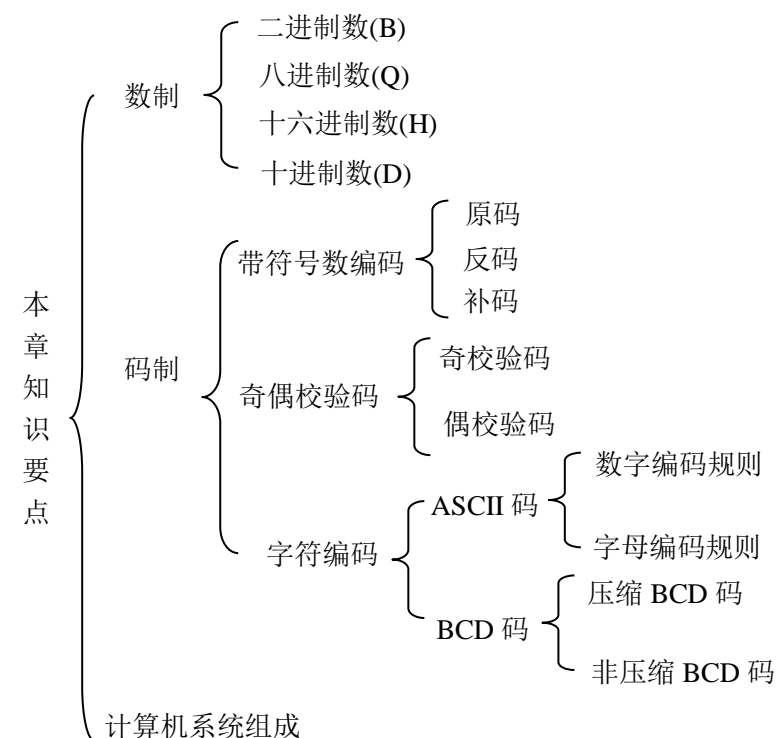 本章知识要点
数制
二进制数(B)
八进制数(Q)
十六进制数(H)
十进制数(D)
码制
带符号数编码
原码
反码
补码
奇偶校验码
奇校验码
偶校验码
字符编码
ASCII 码
数字编码规则
字母编码规则
BCD 码
压缩 BCD 码
非压缩 BCD 码
计算机系统组成